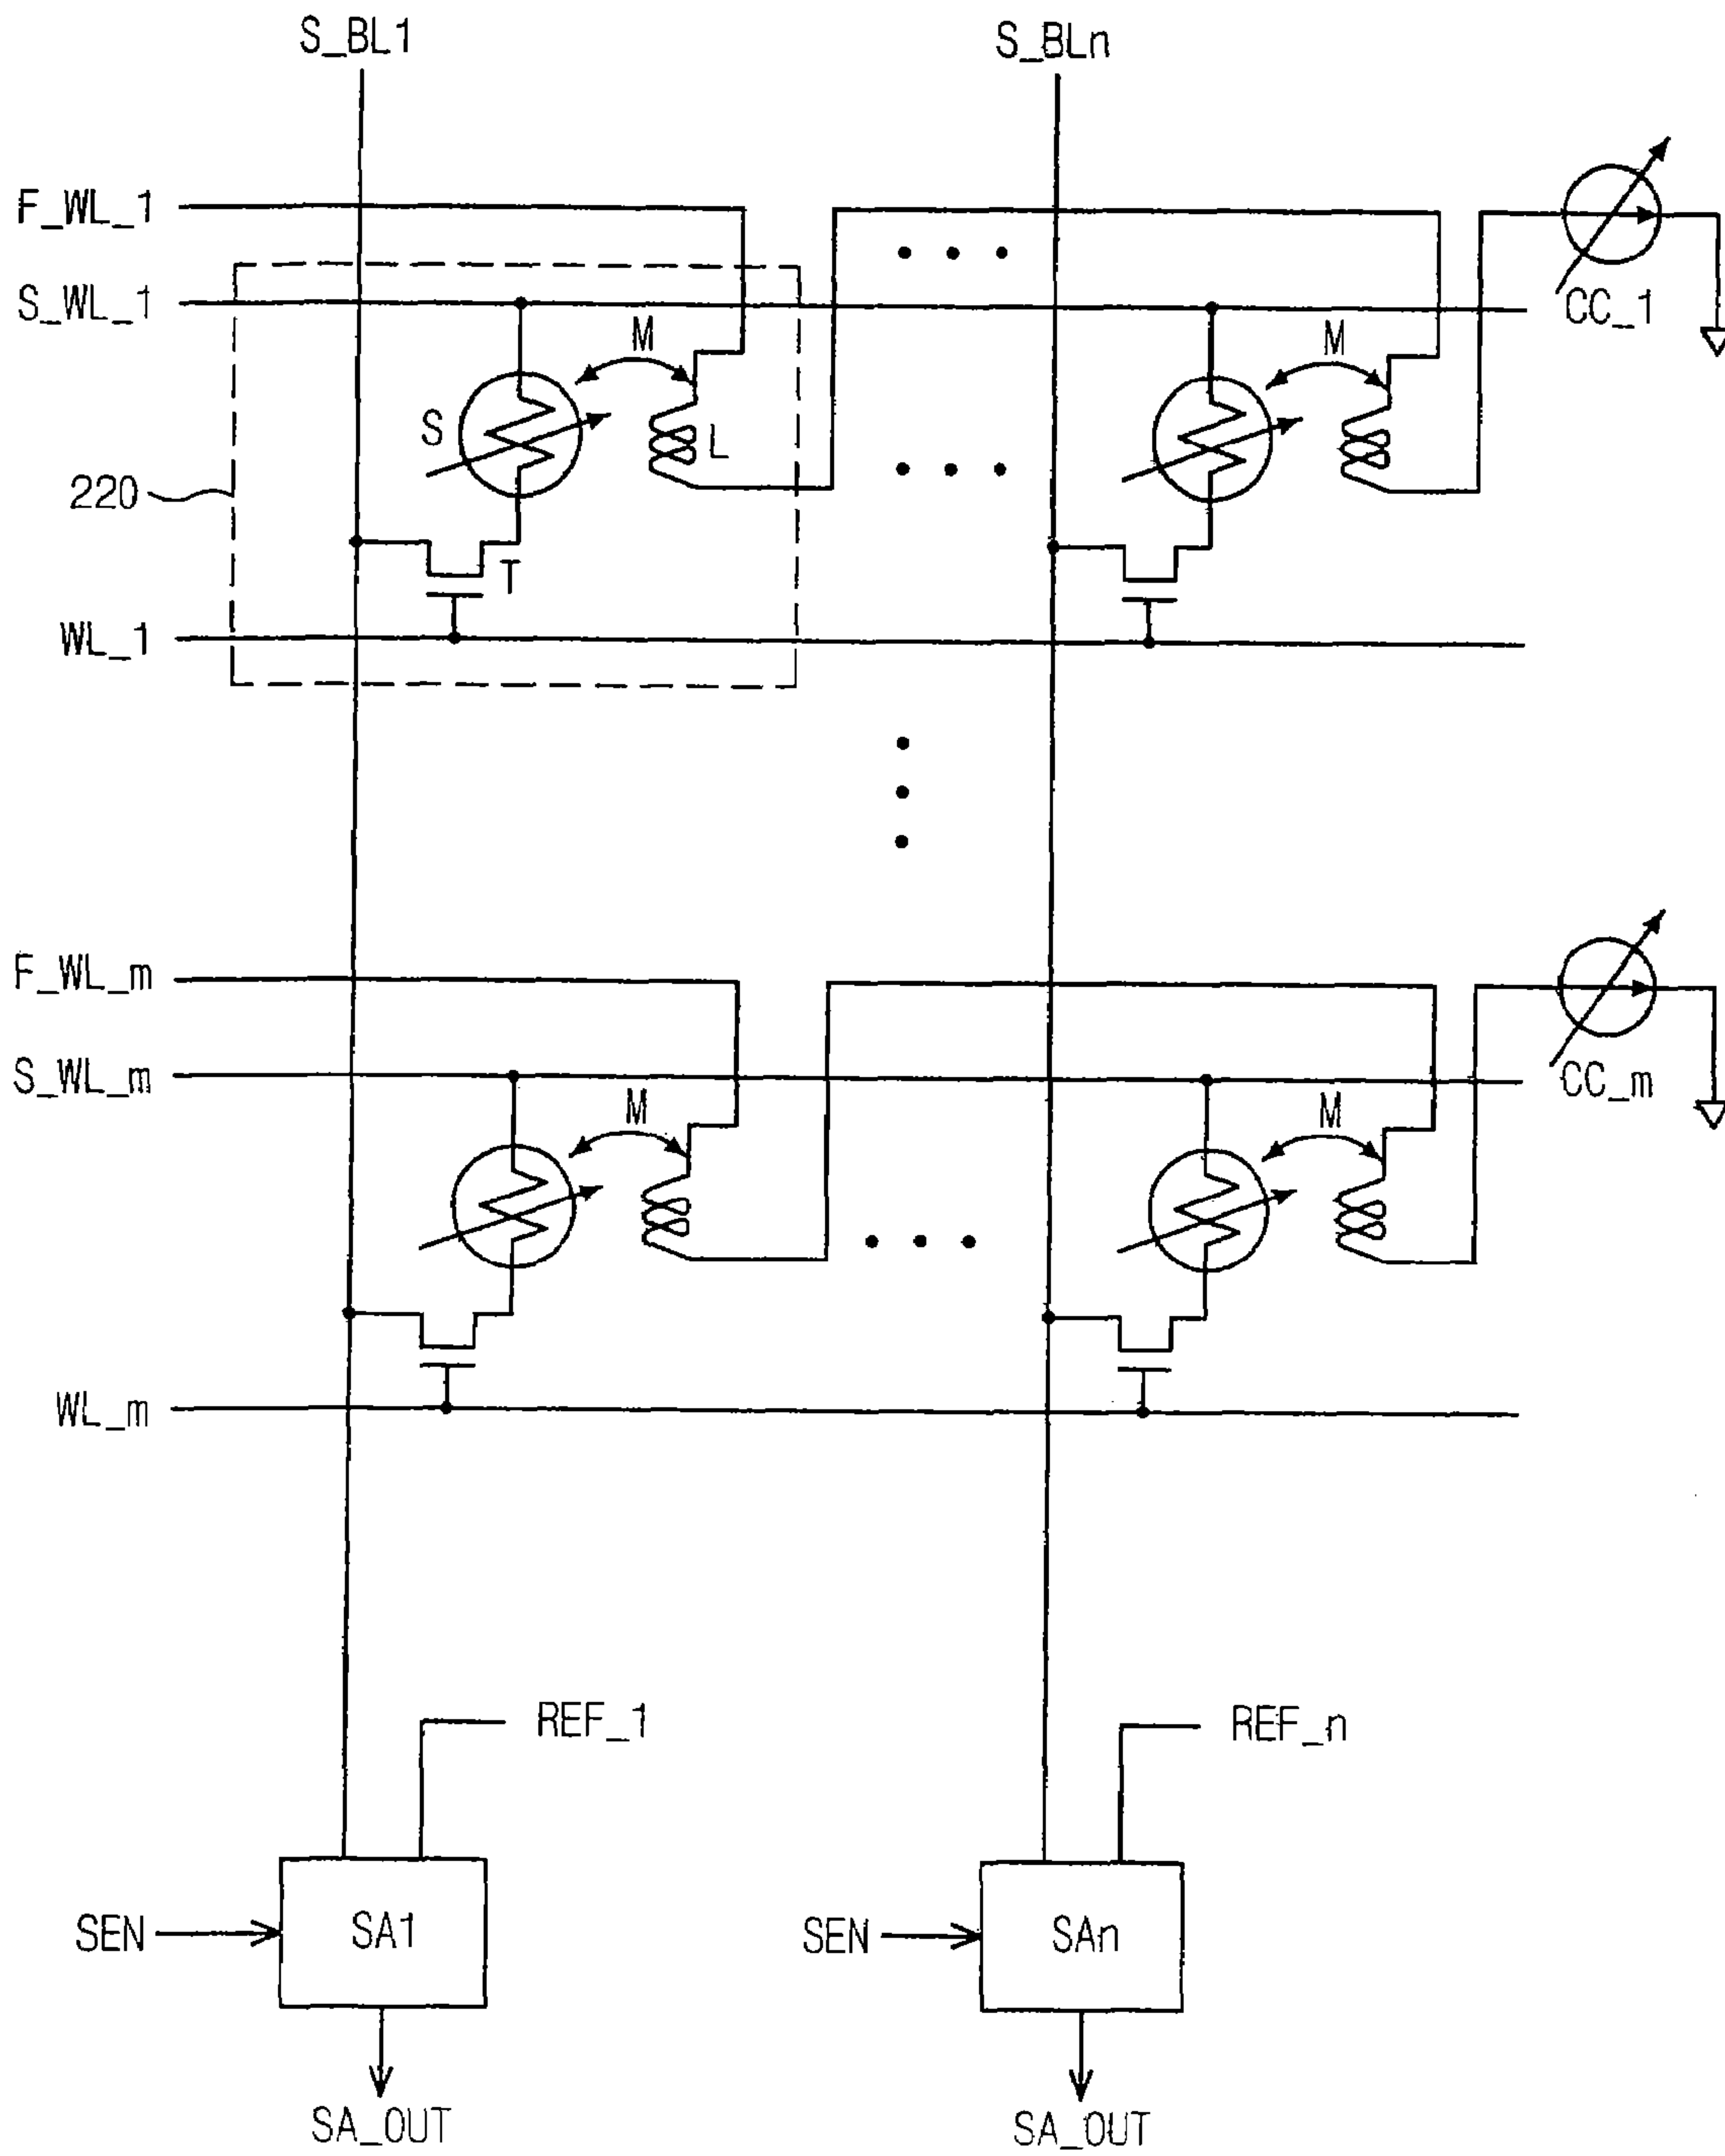 S_BL1
S_BLn
F_WL_1
S_WL_1
CC_1
M
M
S
L
220
T
WL_1
F_WL_m
S_WL_m
CC_m
M
M
WL_m
REF_1
REF_n
SEN
SA1
SEN
SAn
SA_OUT
SA_OUT